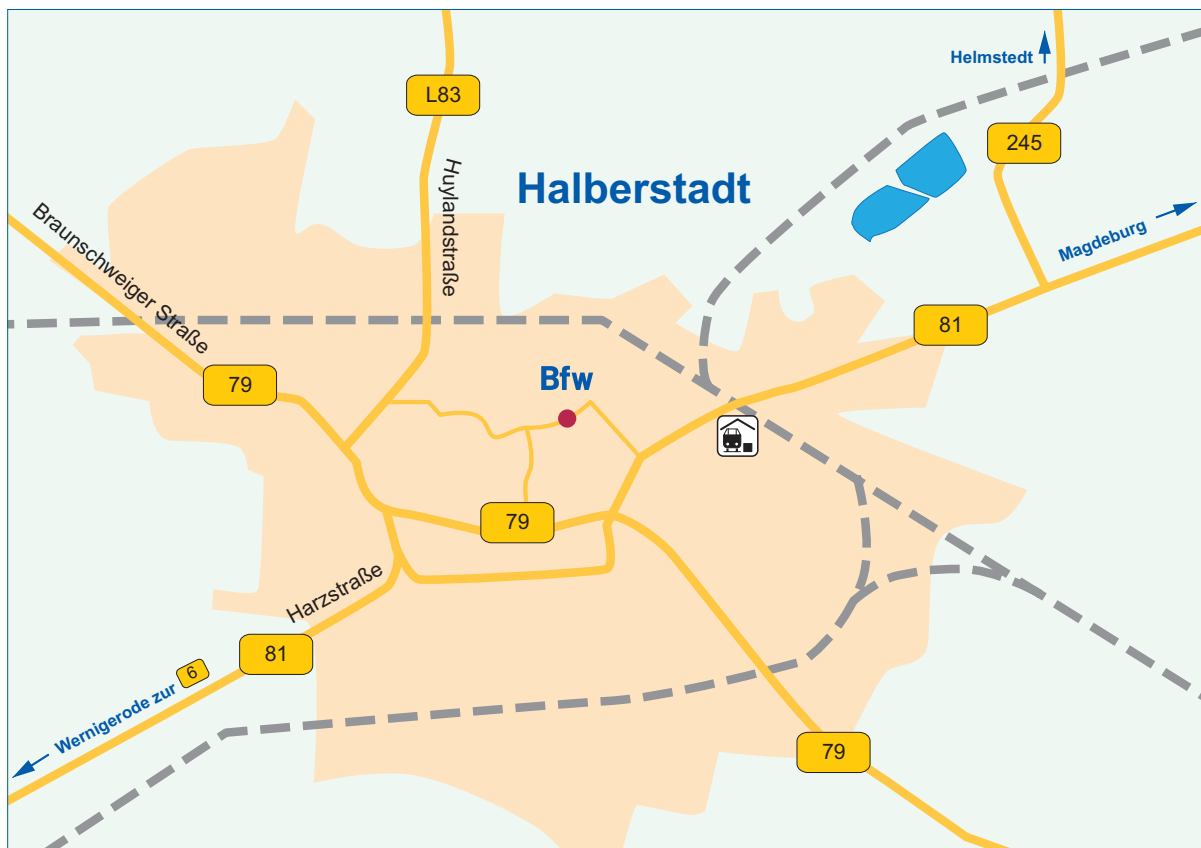 Helmstedt
L83
245
Halberstadt
Huylandstraße
Braunschweiger Straße
Magdeburg
81
79
Bfw
79
Harzstraße
81
6
Wernigerode zur
79